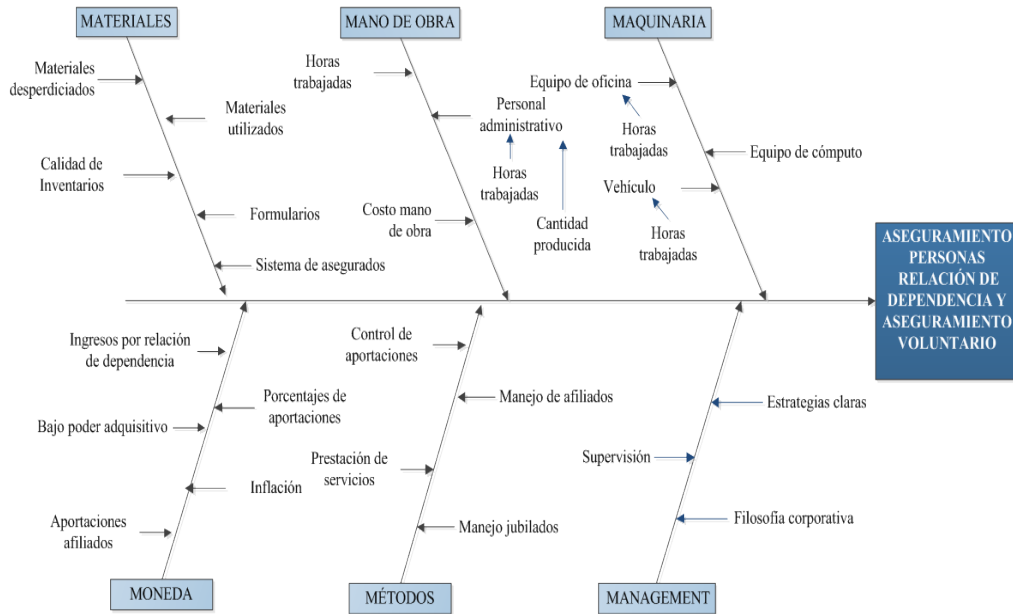 MATERIALES
MANO DE OBRA
MAQUINARIA
Materiales
desperdiciados
Materiales
utilizados
Calidad de
Inventarios
Formularios
Sistema de asegurados
Horas
trabajadas
Personal
administrativo
Horas
trabajadas
Cantidad
producida
Costo mano
de obra
Equipo de oficina
Horas
trabajadas
Equipo de cómputo
Vehículo
Horas
trabajadas
ASEGURAMIENTO
PERSONAS
RELACIÓN DE
DEPENDENCIA Y
ASEGURAMIENTO
VOLUNTARIO
Ingresos por relación
de dependencia
Porcentajes de
aportaciones
Bajo poder adquisitivo
Inflación
Aportaciones
afiliados
Control de
aportaciones
Manejo de afiliados
Prestación de
servicios
Manejo jubilados
Estrategias claras
Supervisión
Filosofía corporativa
MONEDA
MÉTODOS
MANAGEMENT